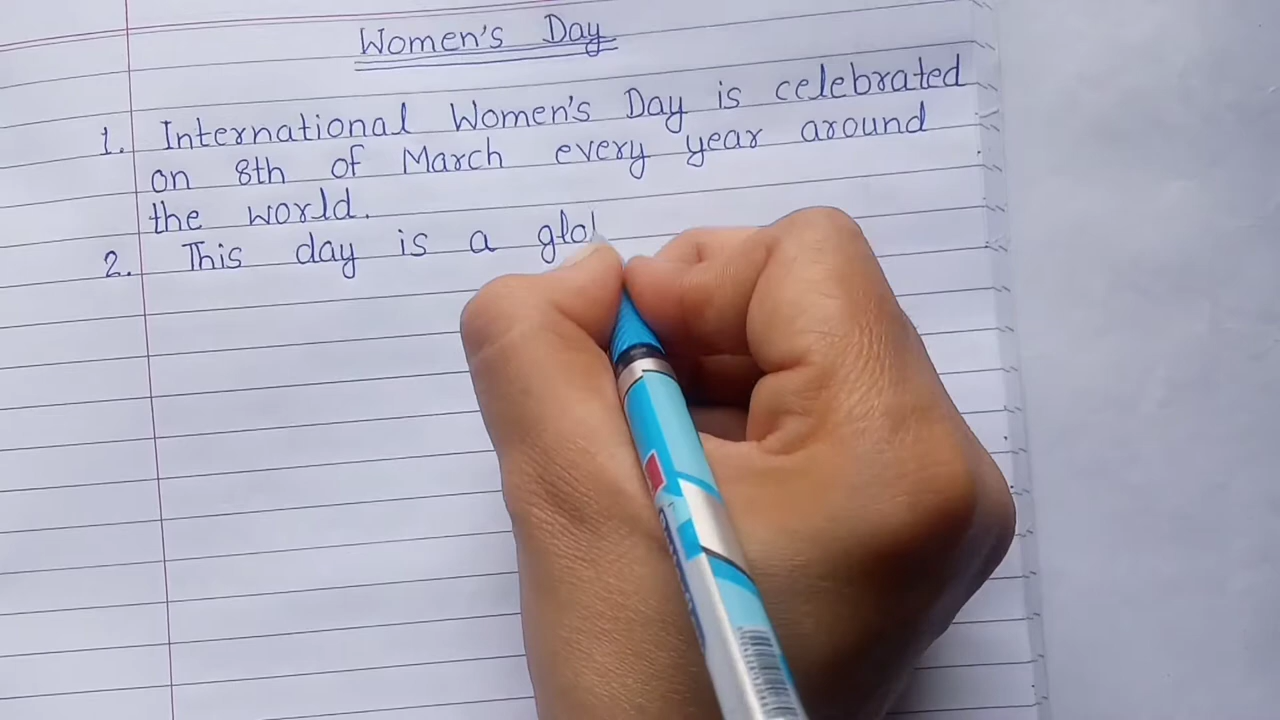 Women's Day
1. International Women's Day is celebrated
on 8th of March every year around
the world.
2. This day is a